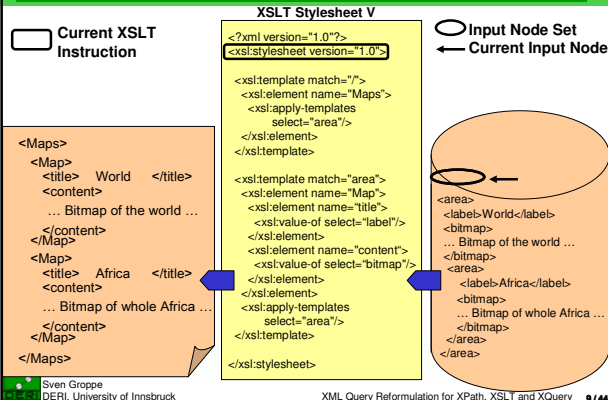 XSLT Stylesheet V
Current XSLT
Instruction
Input Node Set
Current Input Node
<?xml version="1.0"?>
<xsl:stylesheet version="1.0">
<xsl:template match="/">
<xsl:element name="Maps">
<xsl:apply-templates
select="area"/>
</xsl:element>
</xsl:template>
<xsl:template match="area">
<xsl:element name="Map">
<xsl:element name="title">
<xsl:value-of select="label"/>
</xsl:element>
<xsl:element name="content“>
<xsl:value-of select="bitmap"/>
</xsl:element>
</xsl:element>
<xsl:apply-templates
select="area"/>
</xsl:template>
</xsl:stylesheet>
<Maps>
<Map>
<title> World </title>
<content>
… Bitmap of the world …
</content>
</Map>
<Map>
<title> Africa </title>
<content>
… Bitmap of whole Africa …
</content>
</Map>
</Maps>
<area>
<label>World</label>
<bitmap>
… Bitmap of the world …
</bitmap>
<area>
<label>Africa</label>
<bitmap>
… Bitmap of whole Africa …
</bitmap>
</area>
</area>
DERI
Sven Groppe
DERI, University of Innsbruck
XML Query Reformulation for XPath, XSLT and XQuery 9/44